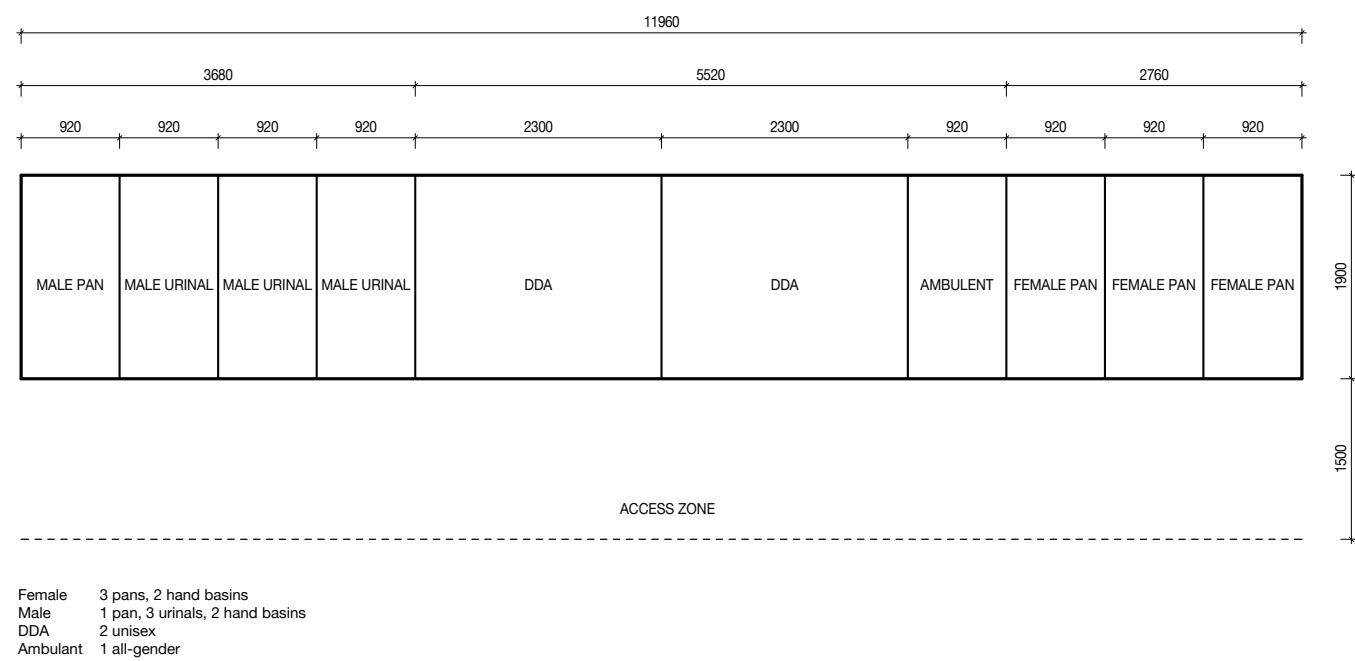 11960
3680 5520 2760
920 920 920 920 2300 2300 920 920 920 920
MALE PAN MALE URINAL MALE URINAL MALE URINAL DDA DDA AMBULENT FEMALE PAN FEMALE PAN FEMALE PAN
1900
1500
ACCESS ZONE
Female 3 pans, 2 hand basins
Male 1 pan, 3 urinals, 2 hand basins
DDA 2 unisex
Ambulant 1 all-gender